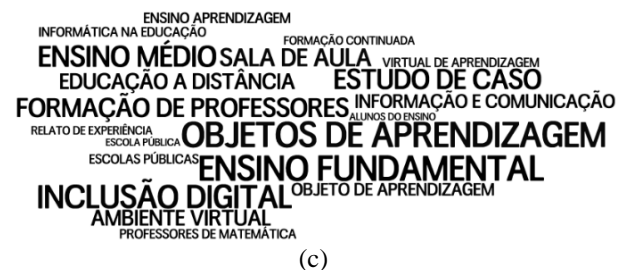 ENSINO APRENDIZAGEM
INFORMÁTICA NA EDUCAÇÃO
FORMAÇÃO CONTINUADA
ENSINO MÉDIO SALA DE AULA VIRTUAL DE APRENDIZAGEM
EDUCAÇÃO A DISTÂNCIA ESTUDO DE CASO
FORMAÇÃO DE PROFESSORES INFORMAÇÃO E COMUNICAÇÃO
ALUNOS DO ENSINO
RELATO DE EXPERIÊNCIA
ESCOLA PÚBLICA OBJETOS DE APRENDIZAGEM
ESCOLAS PÚBLICAS ENSINO FUNDAMENTAL
INCLUSÃO DIGITAL OBJETO DE APRENDIZAGEM
AMBIENTE VIRTUAL
PROFESSORES DE MATEMÁTICA
(c)